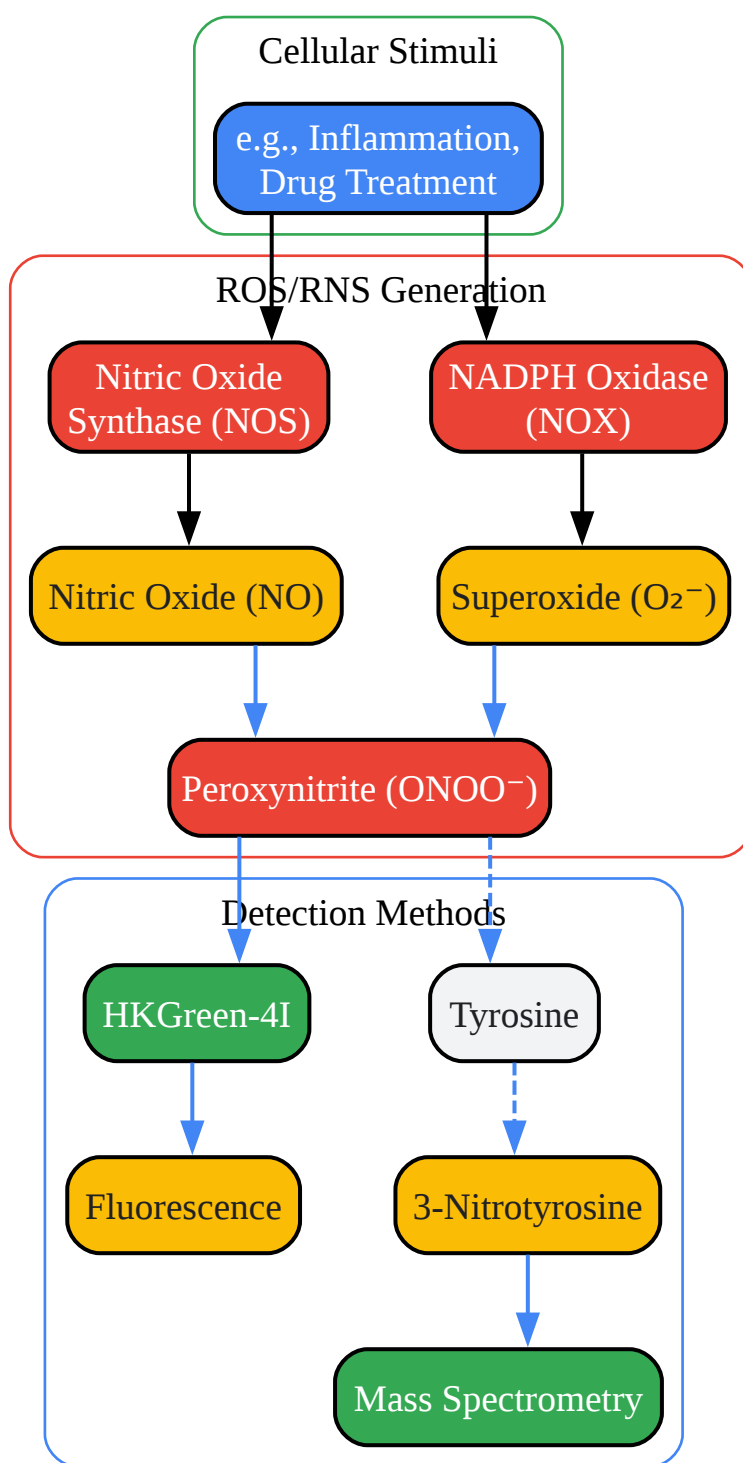 Cellular Stimuli
e.g., Inflammation,
Drug Treatment
ROS/RNS Generation
Nitric Oxide
Synthase (NOS)
NADPH Oxidase
(NOX)
Nitric Oxide (NO)
Superoxide (O₂⁻)
Peroxynitrite (ONOO⁻)
Detection Methods
HKGreen-4I
Tyrosine
Fluorescence
3-Nitrotyrosine
Mass Spectrometry